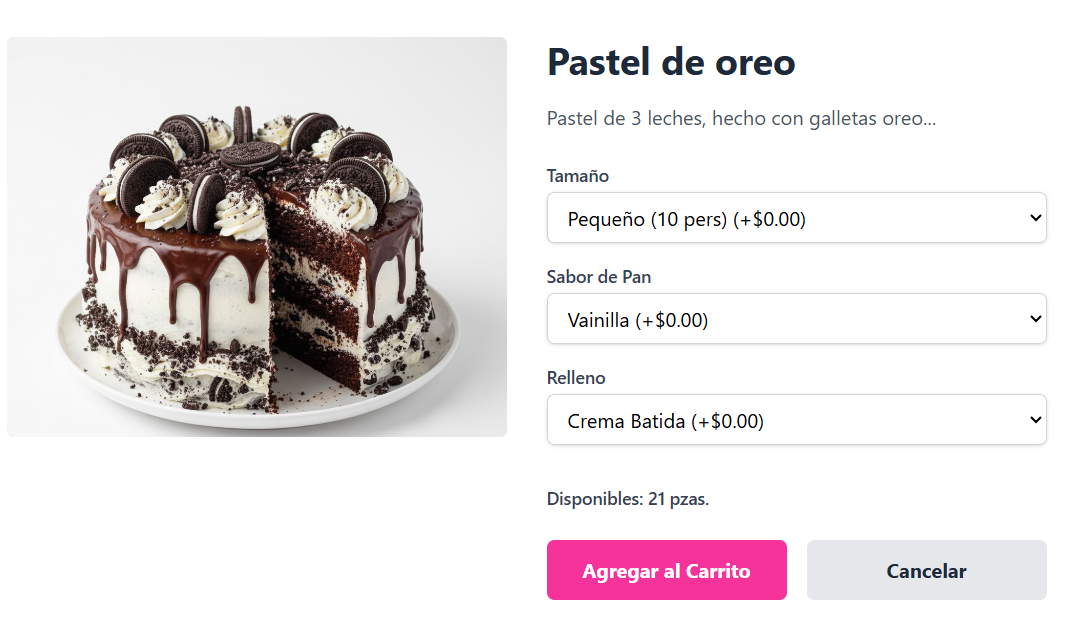 Pastel de oreo
Pastel de 3 leches, hecho con galletas oreo...
Tamaño
Pequeño (10 pers) (+$0.00)
Sabor de Pan
Vainilla (+$0.00)
Relleno
Crema Batida (+$0.00)
Disponibles: 21 pzas.
Agregar al Carrito
Cancelar